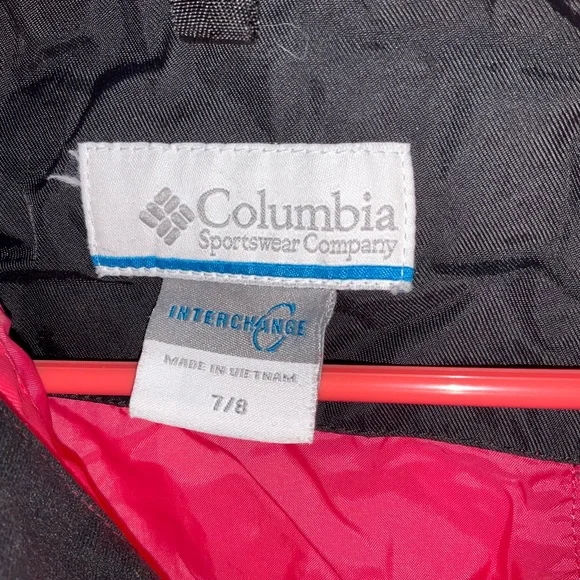 Columbia
Sportswear Company
INTERCHANGE
MADE IN VIETNAM
7/8